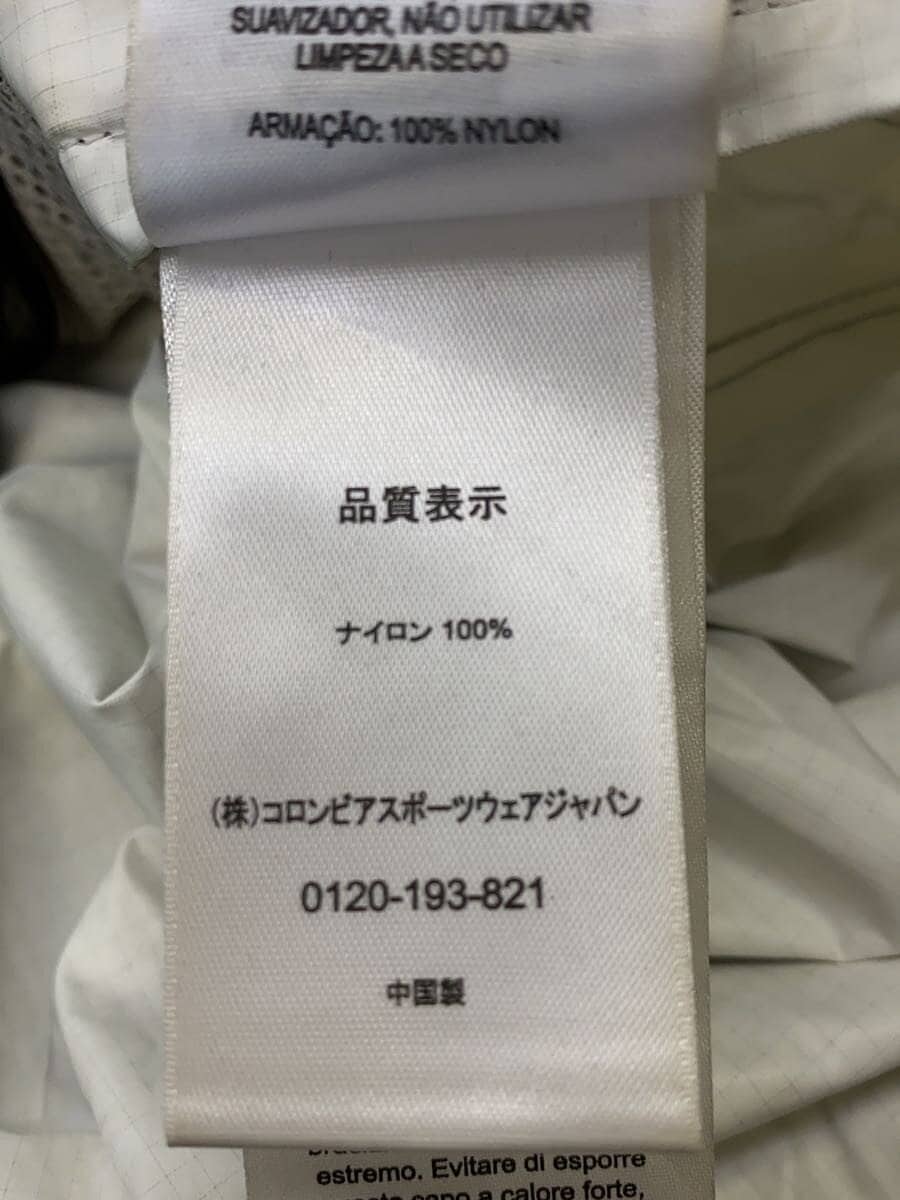 SUAVIZADOR, NÃO UTILIZAR
LIMPEZA A SECO
ARMAÇÃO: 100% NYLON
品質表示
ナイロン 100%
(株)コロンビアスポーツウェアジャパン
0120-193-821
中国製
estremo. Evitare di esporre
capo a calore forte,